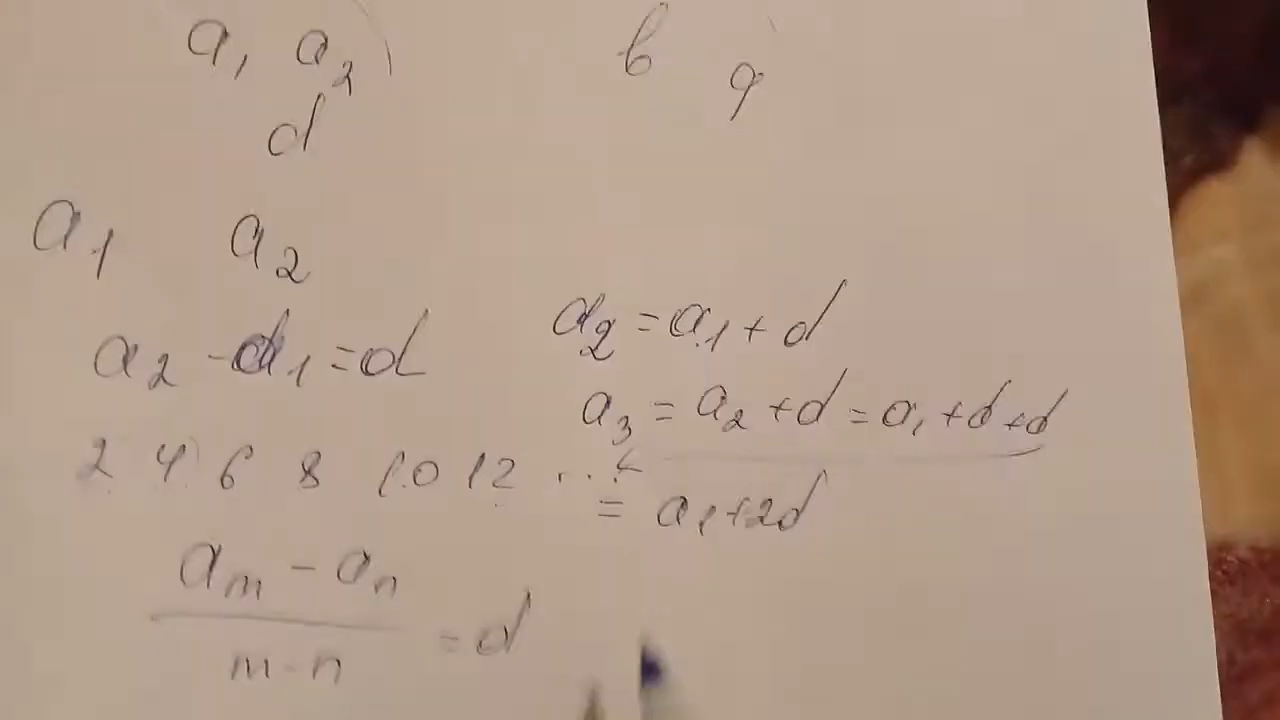 a₁ a₂ b q
d
a₁ a₂
a₂ - a₁ = d
2 4 6 8 10 12 ...
a₂ = a₁ + d
a₃ = a₂ + d = a₁ + d + d
= a₁ + 2d
(aₘ - aₙ) / (m - n) = d